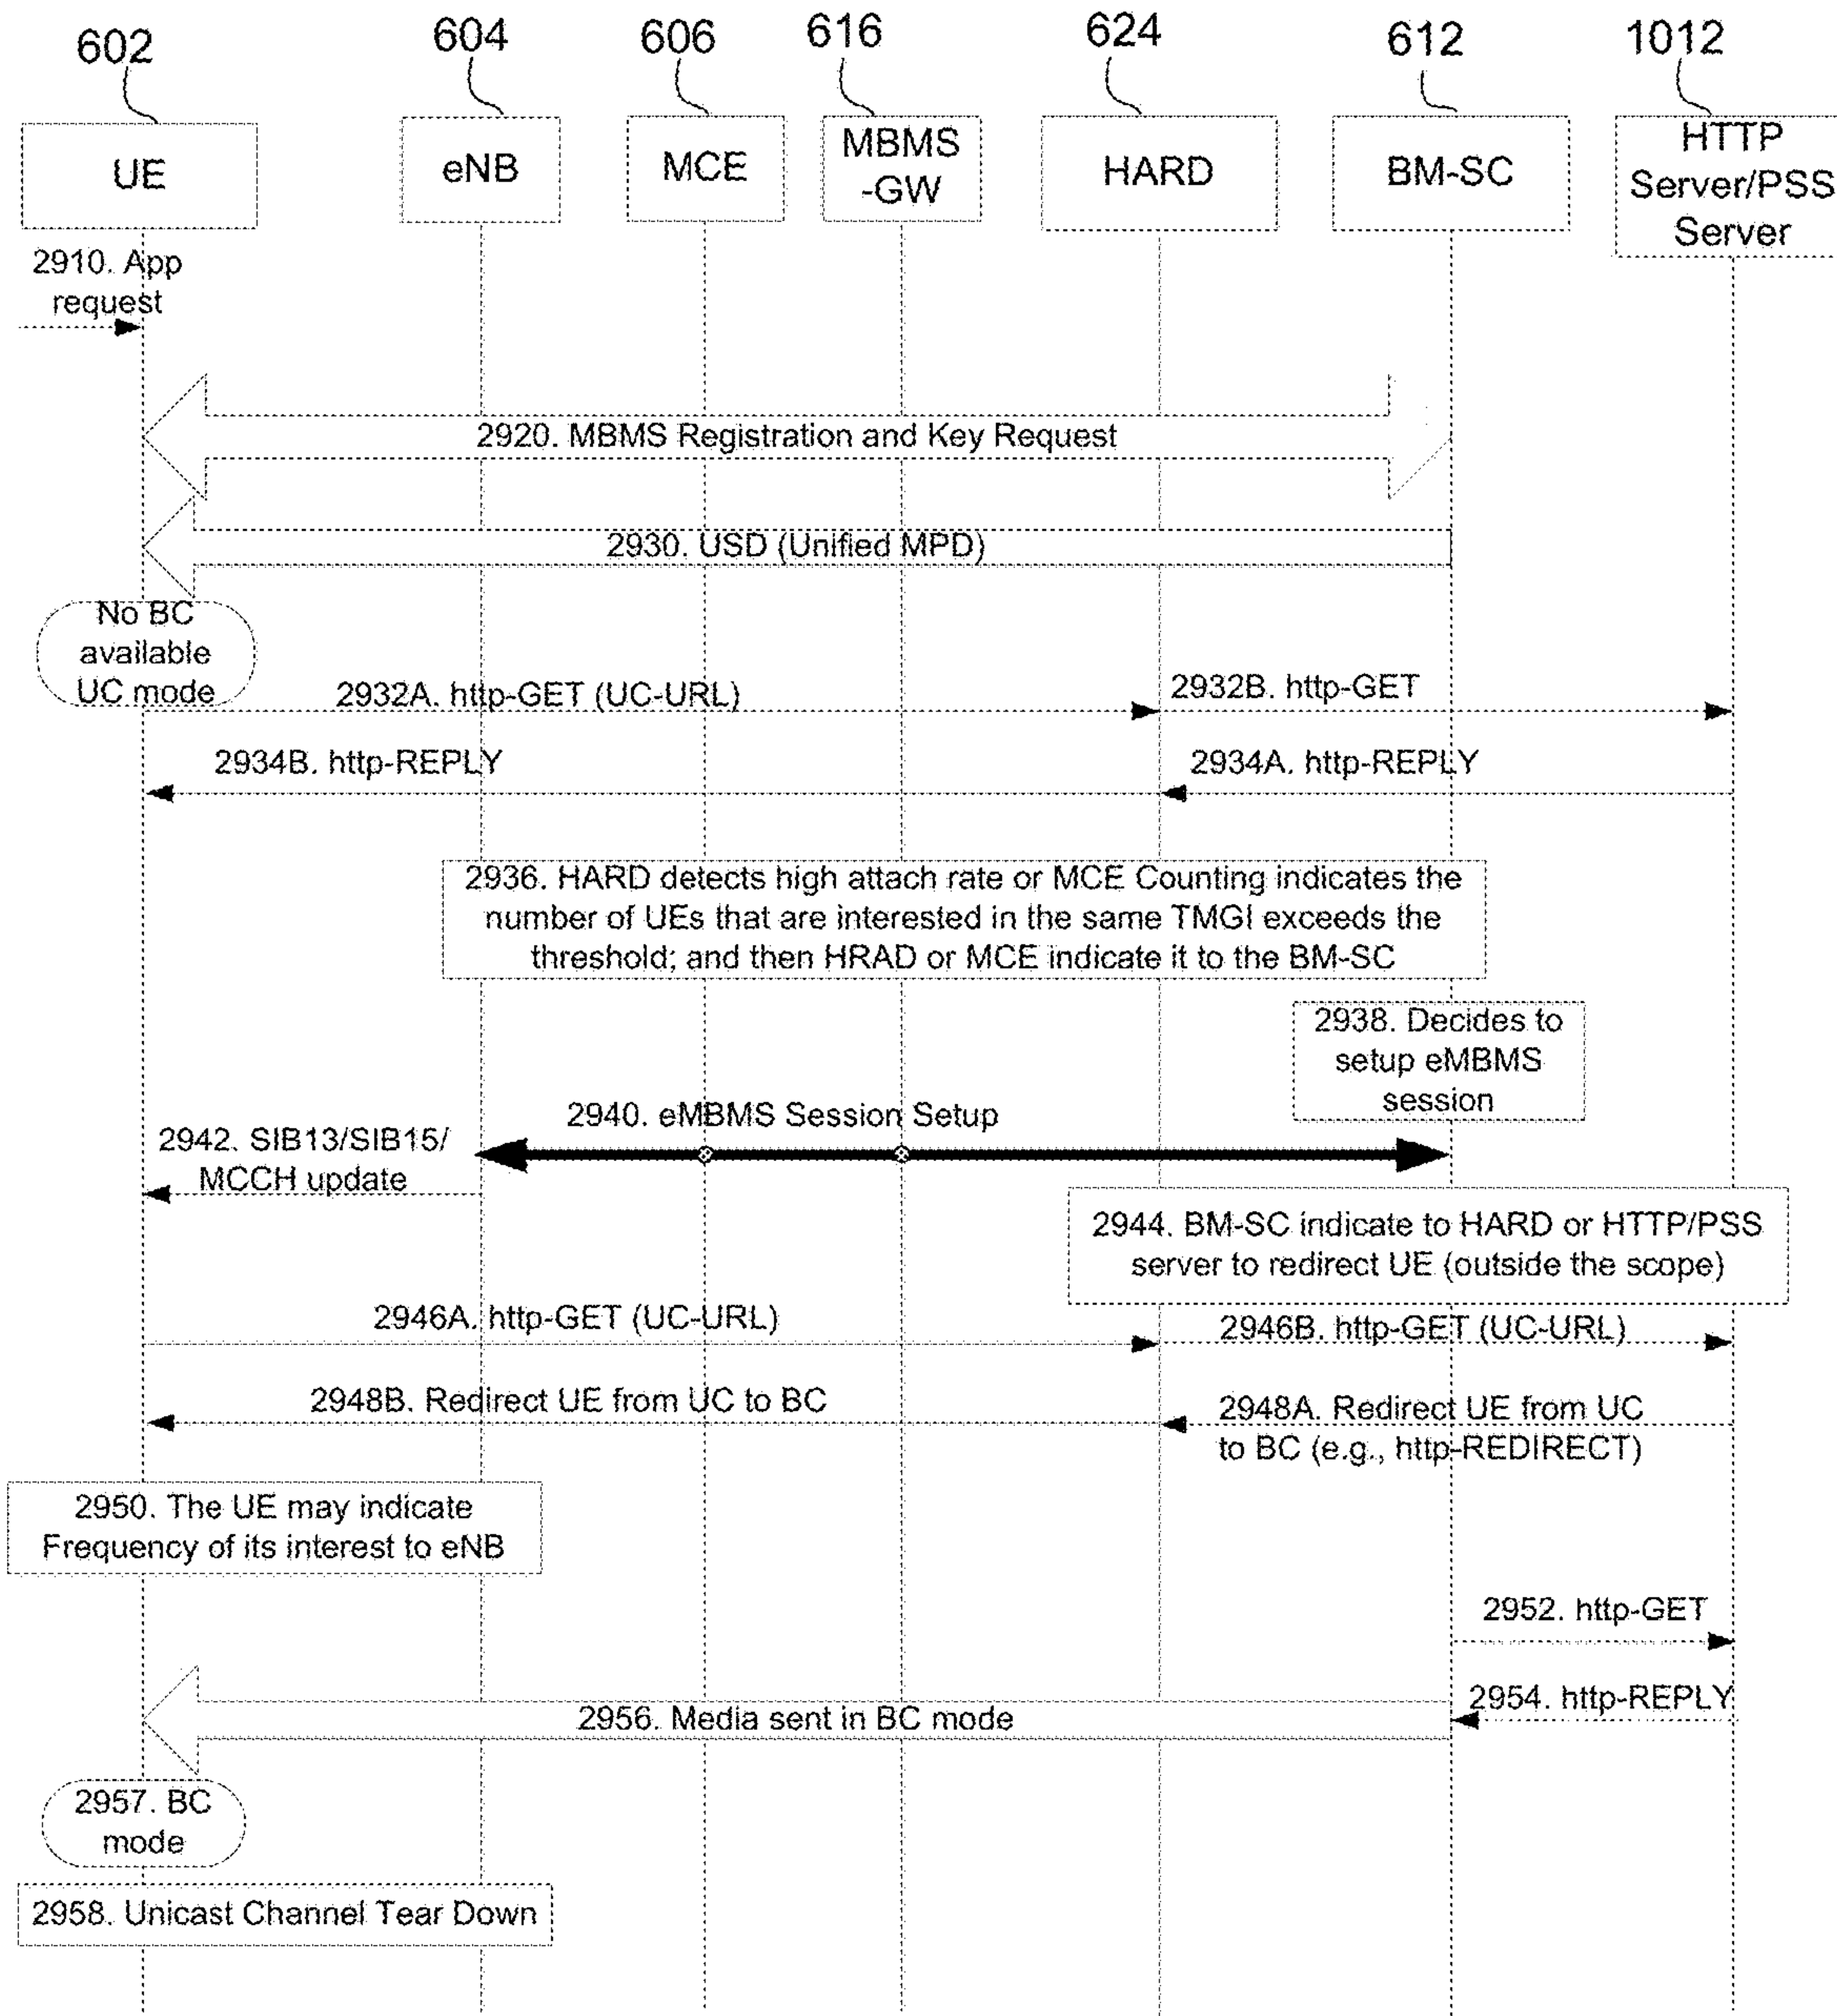 602
604
606
616
624
612
1012
UE
eNB
MCE
MBMS
-GW
HARD
BM-SC
HTTP
Server/PSS
Server
2910. App
request
2920. MBMS Registration and Key Request
2930. USD (Unified MPD)
No BC
available
UC mode
2932A. http-GET (UC-URL)
2932B. http-GET
2934B. http-REPLY
2934A. http-REPLY
2936. HARD detects high attach rate or MCE Counting indicates the
number of UEs that are interested in the same TMGI exceeds the
threshold; and then HRAD or MCE indicate it to the BM-SC
2938. Decides to
setup eMBMS
session
2940. eMBMS Session Setup
2942. SIB13/SIB15/
MCCH update
2944. BM-SC indicate to HARD or HTTP/PSS
server to redirect UE (outside the scope)
2946A. http-GET (UC-URL)
2946B. http-GET (UC-URL)
2948B. Redirect UE from UC to BC
2948A. Redirect UE from UC
to BC (e.g., http-REDIRECT)
2950. The UE may indicate
Frequency of its interest to eNB
2952. http-GET
2954. http-REPLY
2956. Media sent in BC mode
2957. BC
mode
2958. Unicast Channel Tear Down